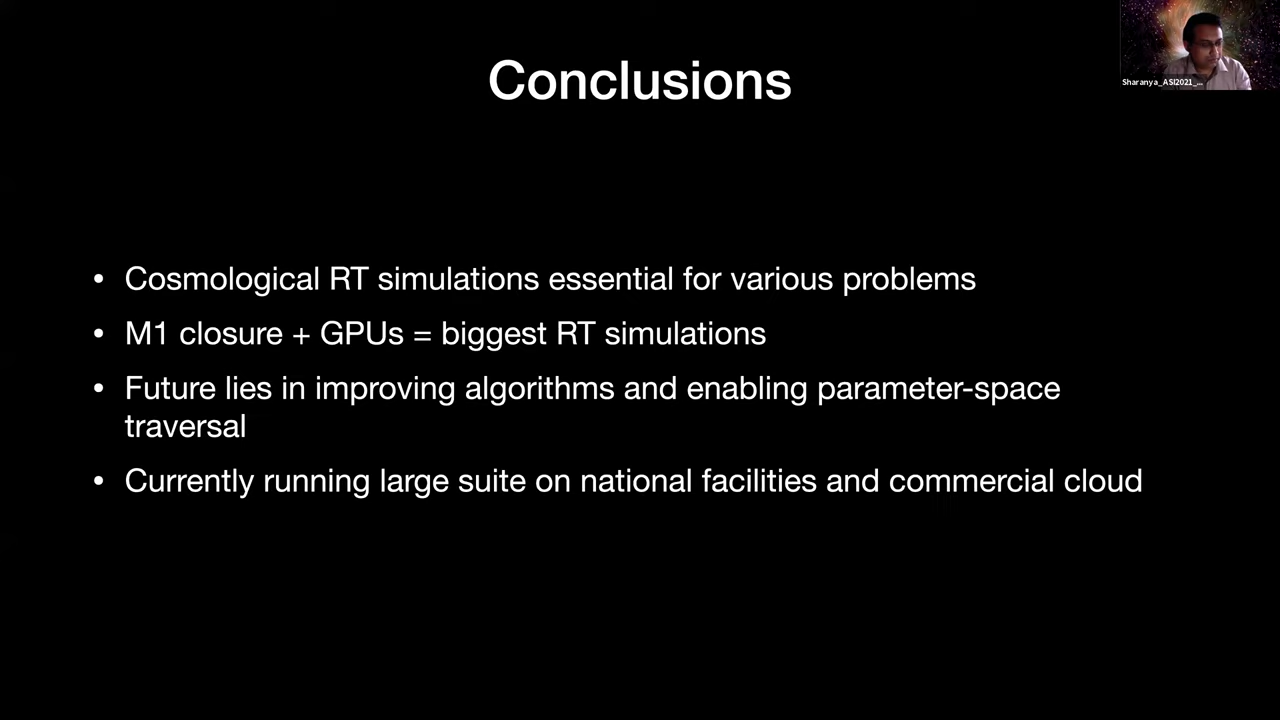 Conclusions
Sharanya_ASI2021_...
• Cosmological RT simulations essential for various problems
• M1 closure + GPUs = biggest RT simulations
• Future lies in improving algorithms and enabling parameter-space
traversal
• Currently running large suite on national facilities and commercial cloud